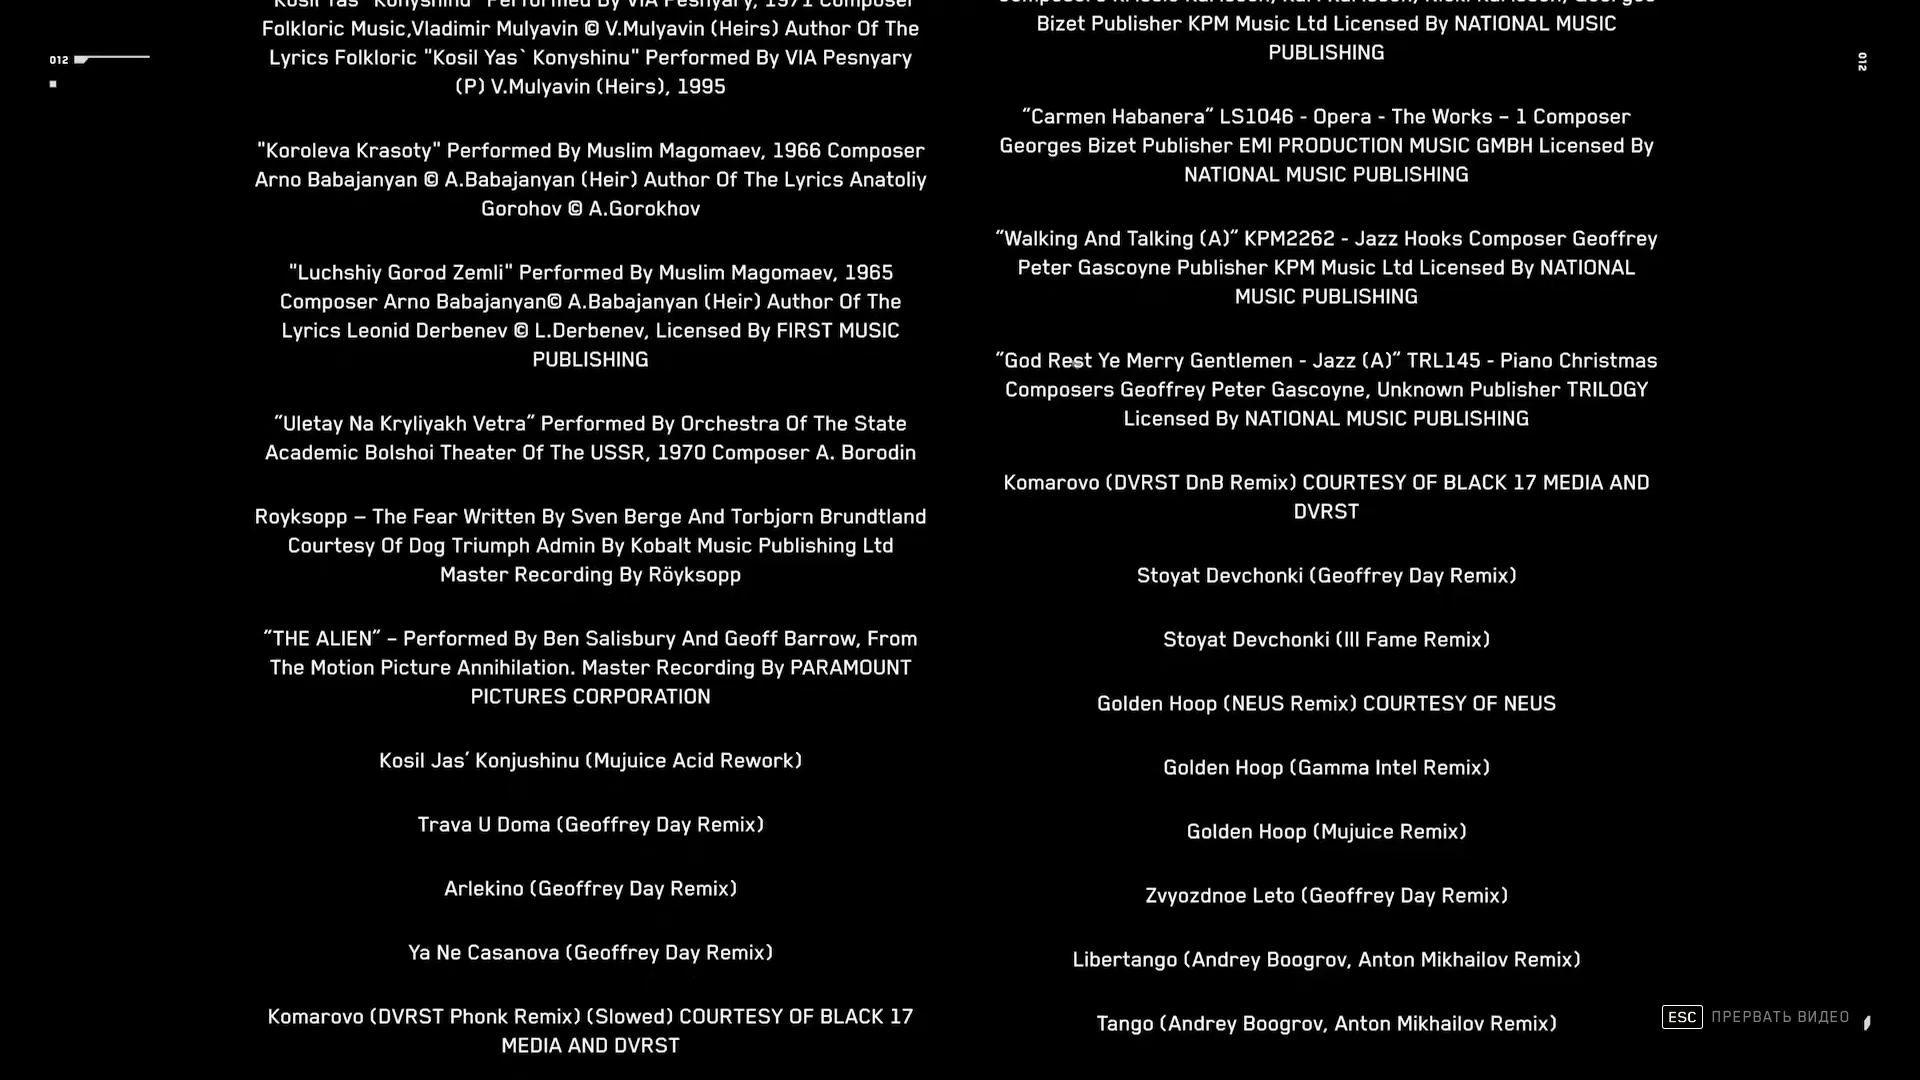 012
012
"Kosil Yas` Konyshinu" Performed By VIA Pesnyary, 1971 Composer
Folkloric Music,Vladimir Mulyavin © V.Mulyavin (Heirs) Author Of The
Lyrics Folkloric "Kosil Yas` Konyshinu" Performed By VIA Pesnyary
(P) V.Mulyavin (Heirs), 1995
"Koroleva Krasoty" Performed By Muslim Magomaev, 1966 Composer
Arno Babajanyan © A.Babajanyan (Heir) Author Of The Lyrics Anatoliy
Gorohov © A.Gorokhov
"Luchshiy Gorod Zemli" Performed By Muslim Magomaev, 1965
Composer Arno Babajanyan© A.Babajanyan (Heir) Author Of The
Lyrics Leonid Derbenev © L.Derbenev, Licensed By FIRST MUSIC
PUBLISHING
“Uletay Na Kryliyakh Vetra” Performed By Orchestra Of The State
Academic Bolshoi Theater Of The USSR, 1970 Composer A. Borodin
Royksopp – The Fear Written By Sven Berge And Torbjorn Brundtland
Courtesy Of Dog Triumph Admin By Kobalt Music Publishing Ltd
Master Recording By Röyksopp
“THE ALIEN” – Performed By Ben Salisbury And Geoff Barrow, From
The Motion Picture Annihilation. Master Recording By PARAMOUNT
PICTURES CORPORATION
Kosil Jas’ Konjushinu (Mujuice Acid Rework)
Trava U Doma (Geoffrey Day Remix)
Arlekino (Geoffrey Day Remix)
Ya Ne Casanova (Geoffrey Day Remix)
Komarovo (DVRST Phonk Remix) (Slowed) COURTESY OF BLACK 17
MEDIA AND DVRST
Georges
Bizet Publisher KPM Music Ltd Licensed By NATIONAL MUSIC
PUBLISHING
“Carmen Habanera” LS1046 - Opera - The Works – 1 Composer
Georges Bizet Publisher EMI PRODUCTION MUSIC GMBH Licensed By
NATIONAL MUSIC PUBLISHING
“Walking And Talking (A)” KPM2262 - Jazz Hooks Composer Geoffrey
Peter Gascoyne Publisher KPM Music Ltd Licensed By NATIONAL
MUSIC PUBLISHING
“God Rest Ye Merry Gentlemen - Jazz (A)” TRL145 - Piano Christmas
Composers Geoffrey Peter Gascoyne, Unknown Publisher TRILOGY
Licensed By NATIONAL MUSIC PUBLISHING
Komarovo (DVRST DnB Remix) COURTESY OF BLACK 17 MEDIA AND
DVRST
Stoyat Devchonki (Geoffrey Day Remix)
Stoyat Devchonki (Ill Fame Remix)
Golden Hoop (NEUS Remix) COURTESY OF NEUS
Golden Hoop (Gamma Intel Remix)
Golden Hoop (Mujuice Remix)
Zvyozdnoe Leto (Geoffrey Day Remix)
Libertango (Andrey Boogrov, Anton Mikhailov Remix)
Tango (Andrey Boogrov, Anton Mikhailov Remix)
ESC ПРЕРВАТЬ ВИДЕО